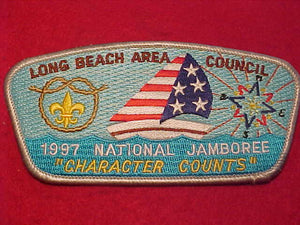 LONG BEACH AREA COUNCIL
1997 NATIONAL JAMBOREE
"CHARACTER COUNTS"